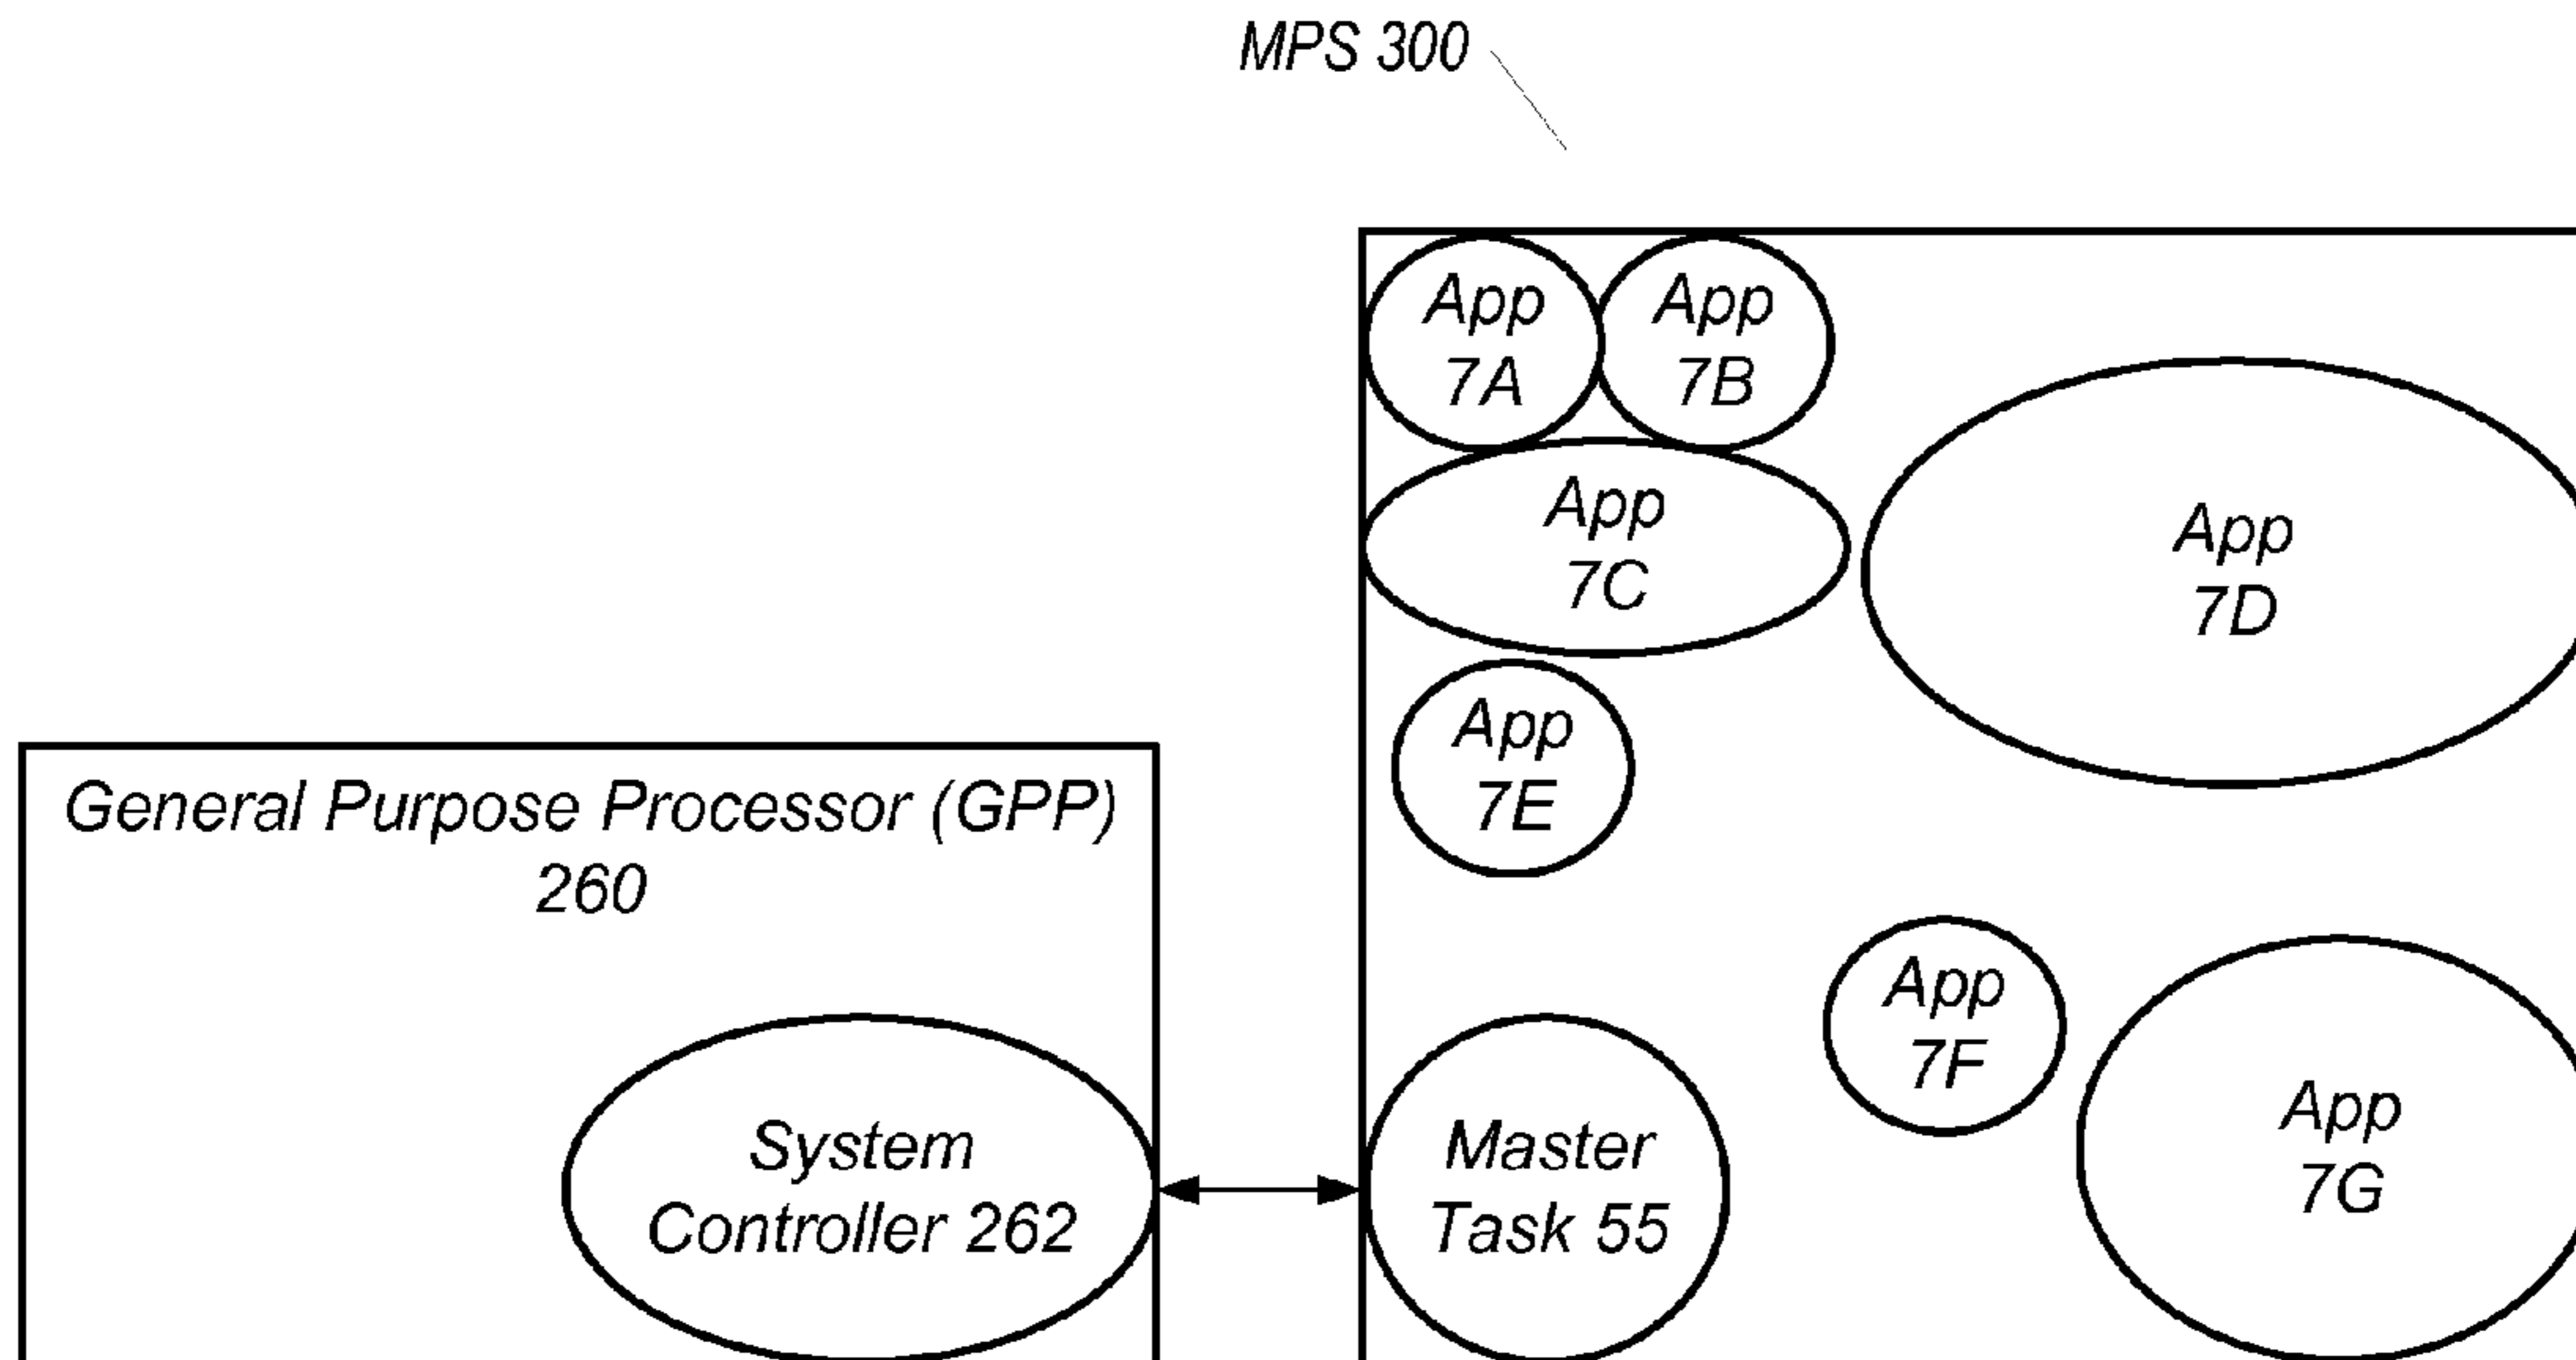 MPS 300
App
7A
App
7B
App
7C
App
7D
App
7E
General Purpose Processor (GPP)
260
App
7F
App
7G
System
Controller 262
Master
Task 55